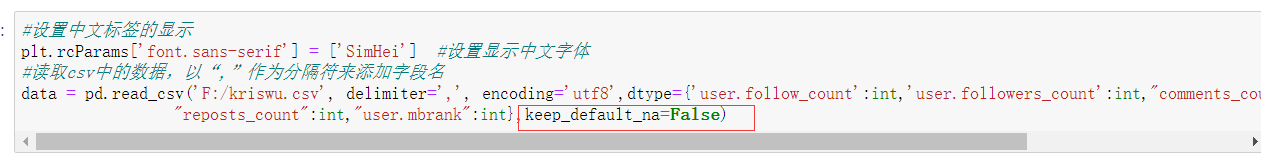 :
#设置中文标签的显示
plt.rcParams['font.sans-serif'] = ['SimHei']  #设置显示中文字体
#读取csv中的数据，以“,”作为分隔符来添加字段名
data = pd.read_csv('F:/kriswu.csv', delimiter=',', encoding='utf8',dtype={'user.follow_count':int,'user.followers_count':int,"comments_cou
"reposts_count":int,"user.mbrank":int},keep_default_na=False)